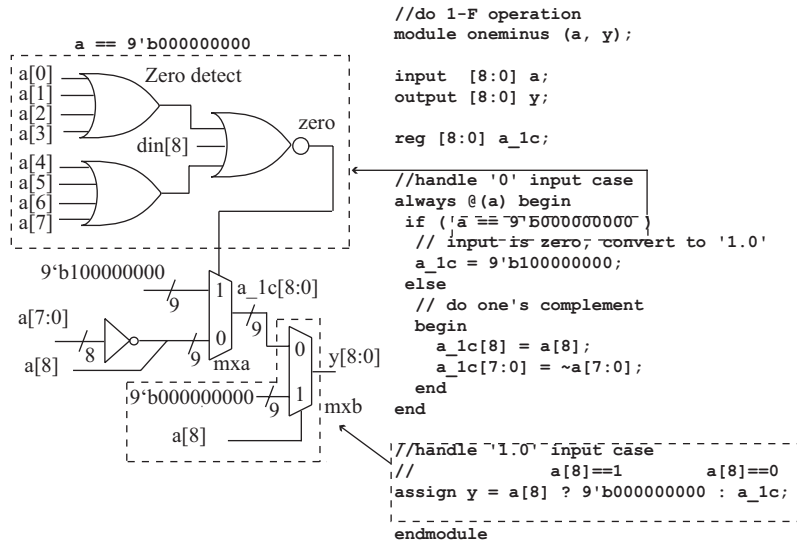 a == 9'b000000000
Zero detect
a[0]
a[1]
a[2]
a[3]
zero
din[8]
a[4]
a[5]
a[6]
a[7]
9‘b100000000
9
1
a_1c[8:0]
9
a[7:0]
8
0
9
mxa
a[8]
0
y[8:0]
9‘b000000000
9
1
mxb
a[8]
//do 1-F operation
module oneminus (a, y);
input [8:0] a;
output [8:0] y;
reg [8:0] a_1c;
//handle '0' input case
always @(a) begin
if ('a == 9'b000000000 )
// input is zero, convert to '1.0'
a_1c = 9'b100000000;
else
// do one's complement
begin
a_1c[8] = a[8];
a_1c[7:0] = ~a[7:0];
end
end
//handle '1.0' input case
// a[8]==1 a[8]==0
assign y = a[8] ? 9'b000000000 : a_1c;
endmodule